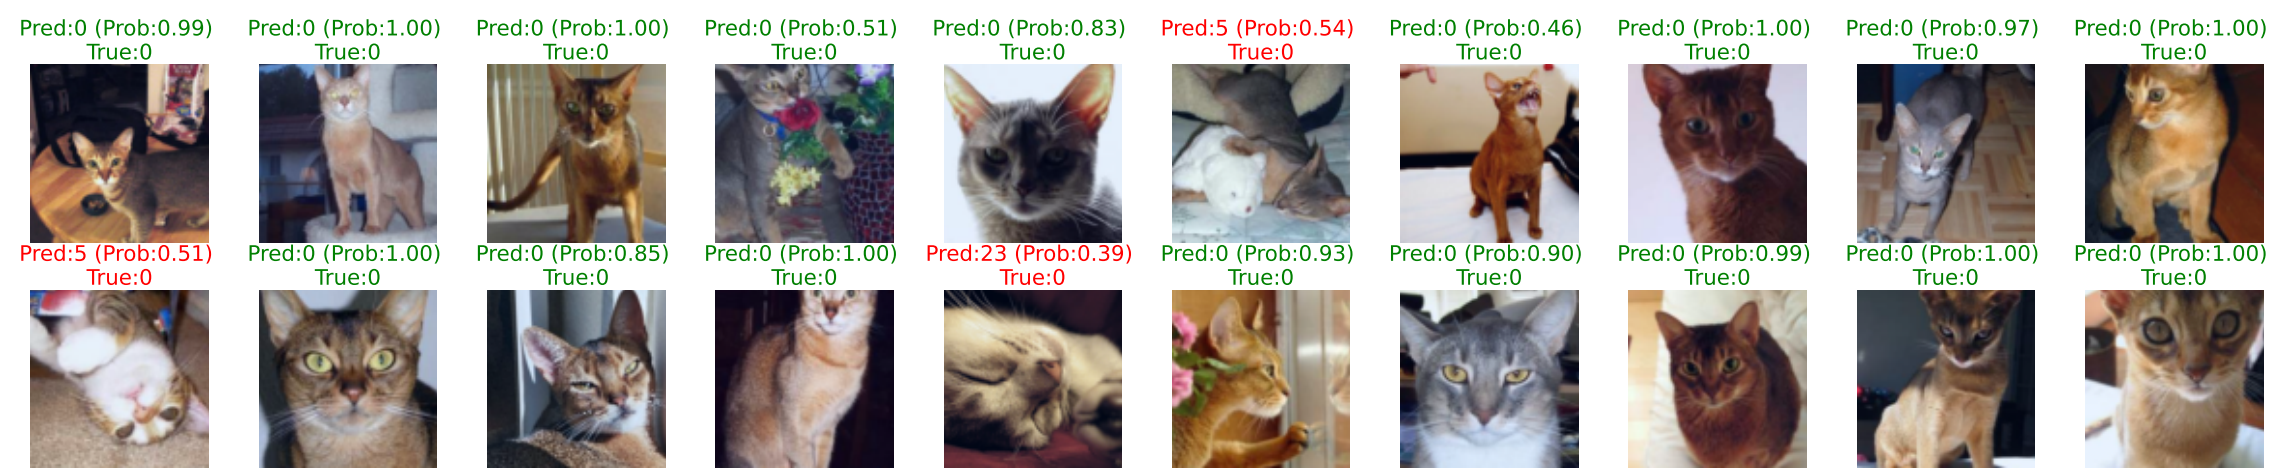 Pred:0 (Prob:0.99) Pred:0 (Prob:1.00) Pred:0 (Prob:1.00) Pred:0 (Prob:0.51) Pred:0 (Prob:0.83) Pred:5 (Prob:0.54) Pred:0 (Prob:0.46) Pred:0 (Prob:1.00) Pred:0 (Prob:0.97) Pred:0 (Prob:1.00)
True:0 True:0 True:0 True:0 True:0 True:0 True:0 True:0 True:0 True:0
Pred:5 (Prob:0.51) Pred:0 (Prob:1.00) Pred:0 (Prob:0.85) Pred:0 (Prob:1.00) Pred:23 (Prob:0.39) Pred:0 (Prob:0.93) Pred:0 (Prob:0.90) Pred:0 (Prob:0.99) Pred:0 (Prob:1.00) Pred:0 (Prob:1.00)
True:0 True:0 True:0 True:0 True:0 True:0 True:0 True:0 True:0 True:0